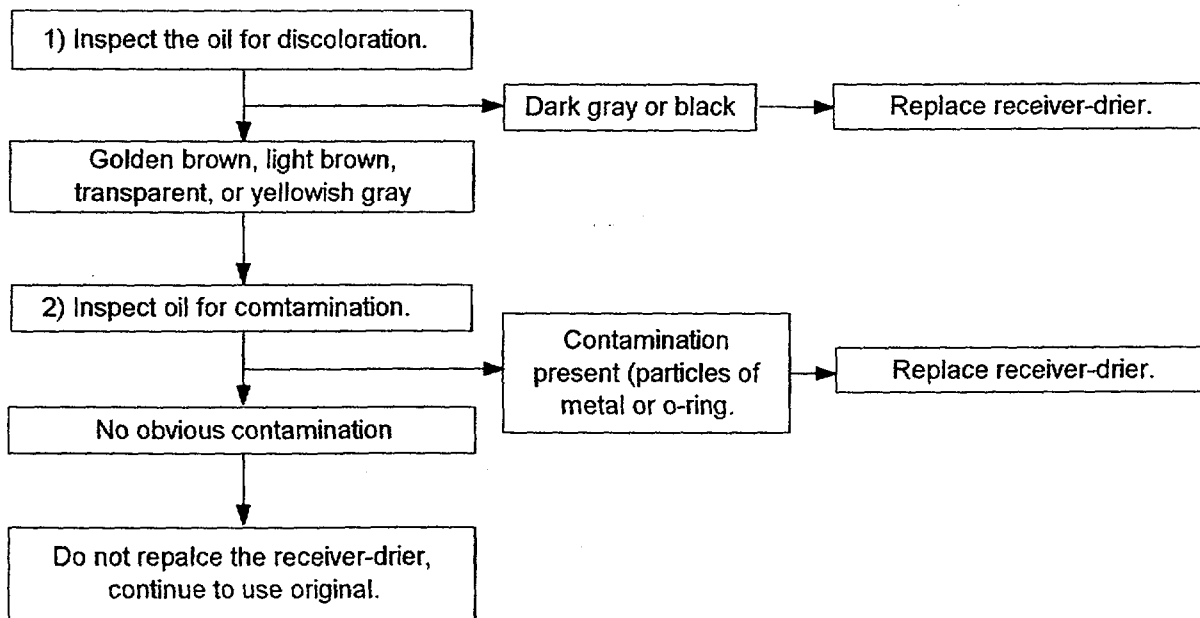 1) Inspect the oil for discoloration.
Dark gray or black
Replace receiver-drier.
Golden brown, light brown,
transparent, or yellowish gray
2) Inspect oil for comtamination.
Contamination
present (particles of
metal or o-ring.
Replace receiver-drier.
No obvious contamination
Do not repalce the receiver-drier,
continue to use original.